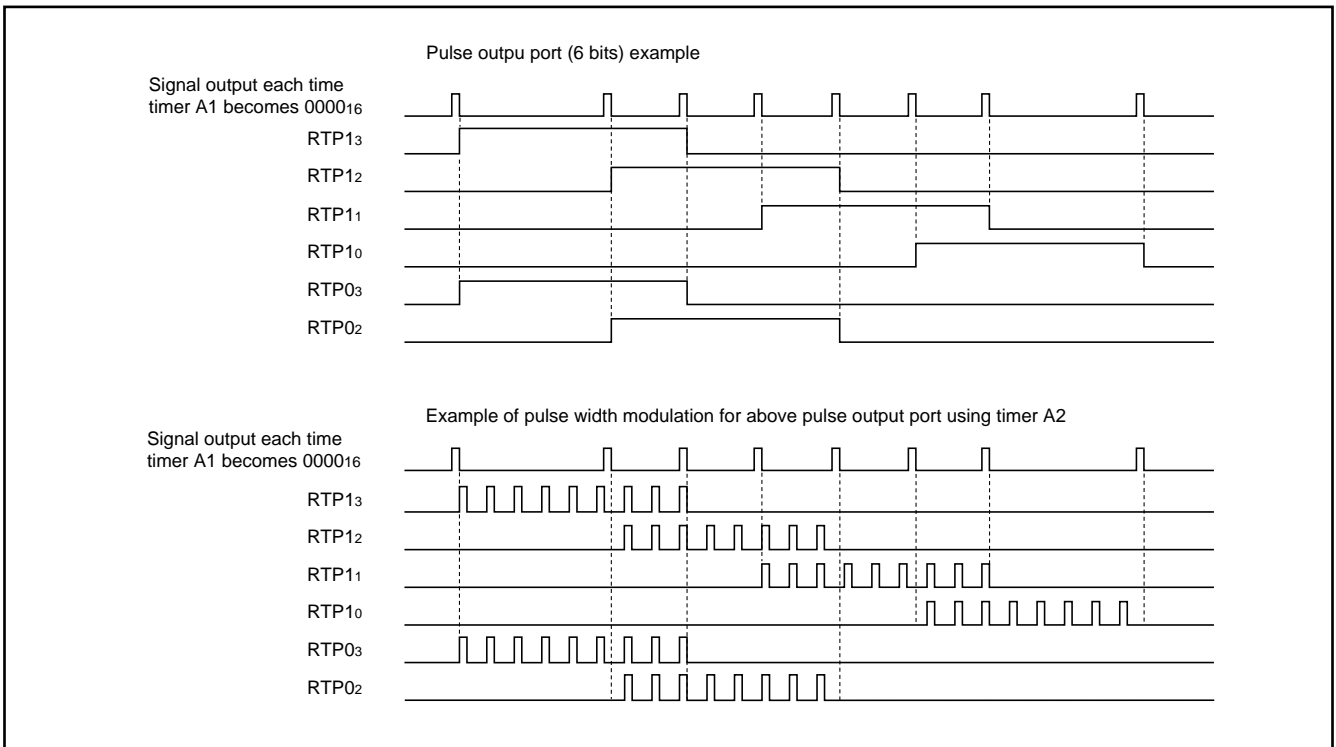 Pulse outpu port (6 bits) example
Signal output each time
timer A1 becomes 0000₁₆
RTP1₃
RTP1₂
RTP1₁
RTP1₀
RTP0₃
RTP0₂
Example of pulse width modulation for above pulse output port using timer A2
Signal output each time
timer A1 becomes 0000₁₆
RTP1₃
RTP1₂
RTP1₁
RTP1₀
RTP0₃
RTP0₂